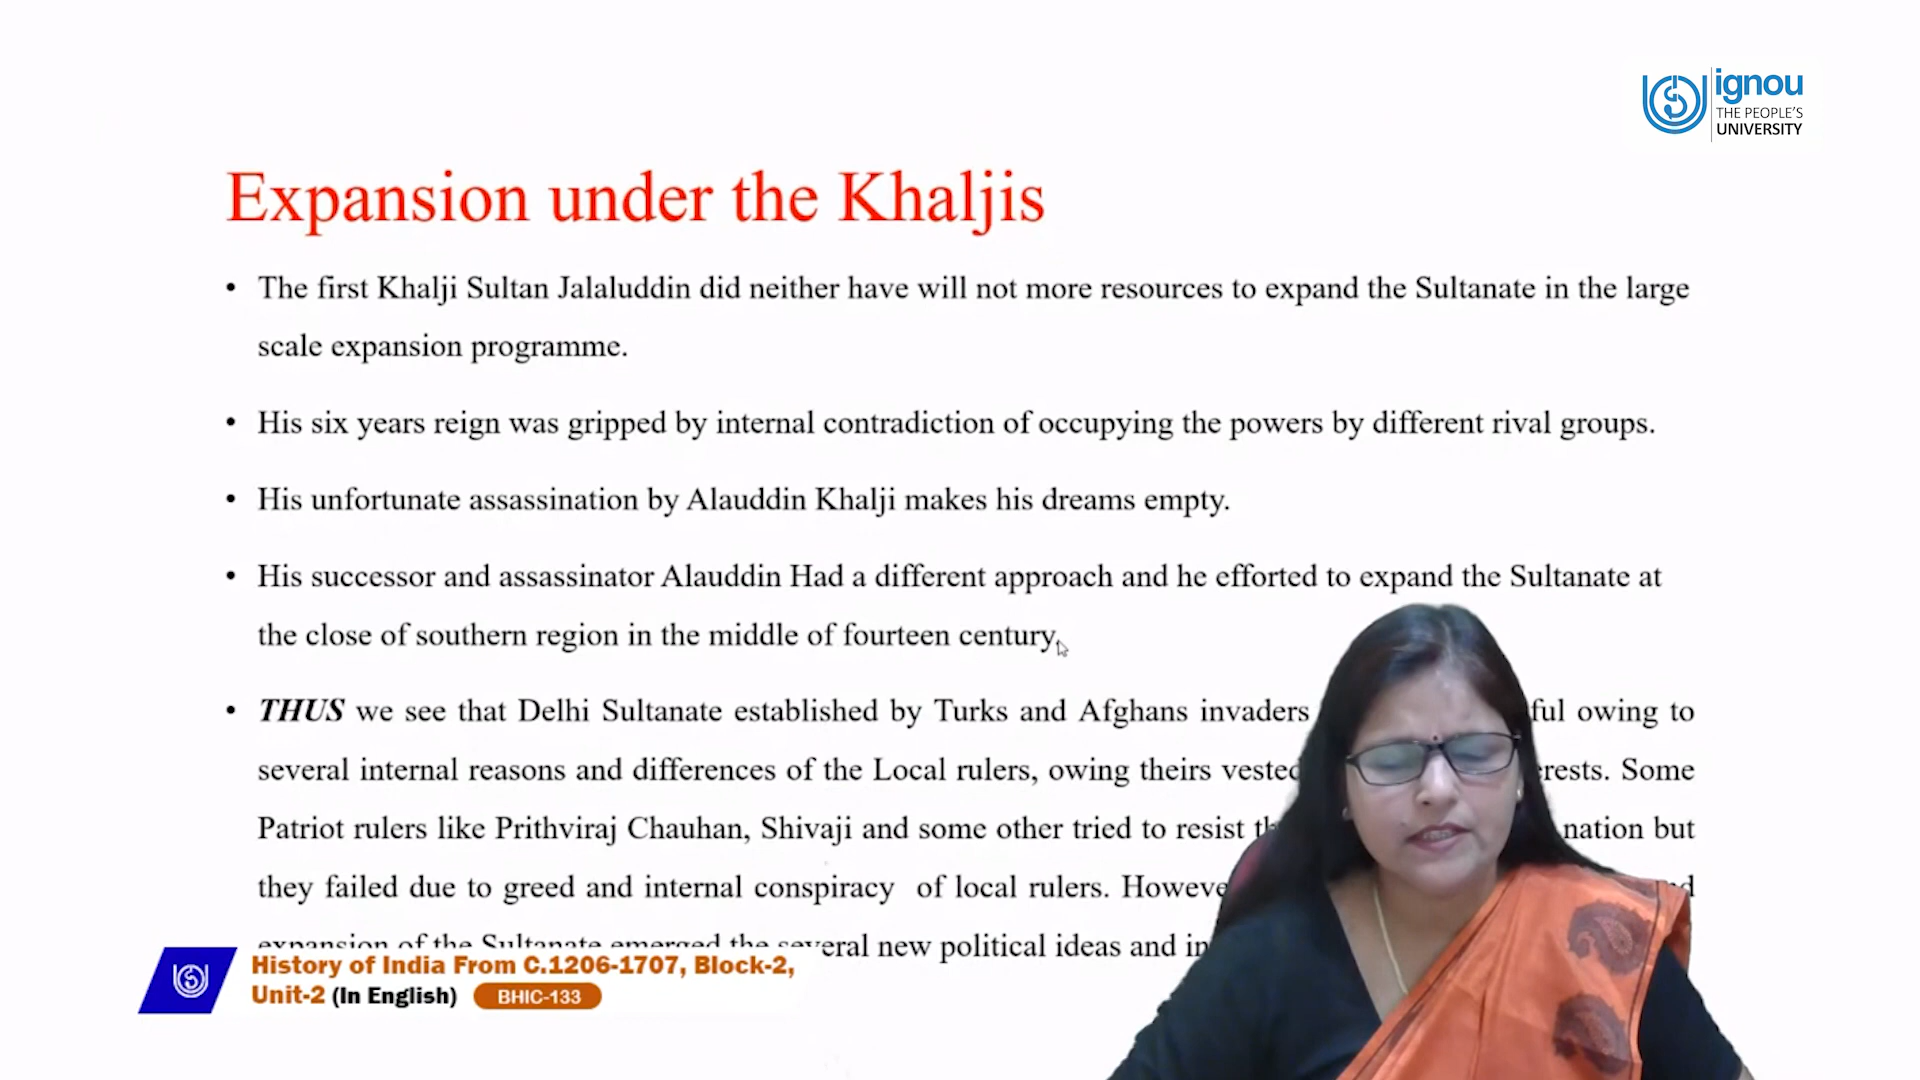 ignou
THE PEOPLE'S
UNIVERSITY
Expansion under the Khaljis
• The first Khalji Sultan Jalaluddin did neither have will not more resources to expand the Sultanate in the large
scale expansion programme.
• His six years reign was gripped by internal contradiction of occupying the powers by different rival groups.
• His unfortunate assassination by Alauddin Khalji makes his dreams empty.
• His successor and assassinator Alauddin Had a different approach and he efforted to expand the Sultanate at
the close of southern region in the middle of fourteen century.
• THUS we see that Delhi Sultanate established by Turks and Afghans invaders owing to
several internal reasons and differences of the Local rulers, owing theirs Some
Patriot rulers like Prithviraj Chauhan, Shivaji and some other tried to resist nation but
they failed due to greed and internal conspiracy of local rulers.
expansion of the Sultanate emerged the several new political ideas and
History of India From C.1206-1707, Block-2,
Unit-2 (In English) BHIC-133